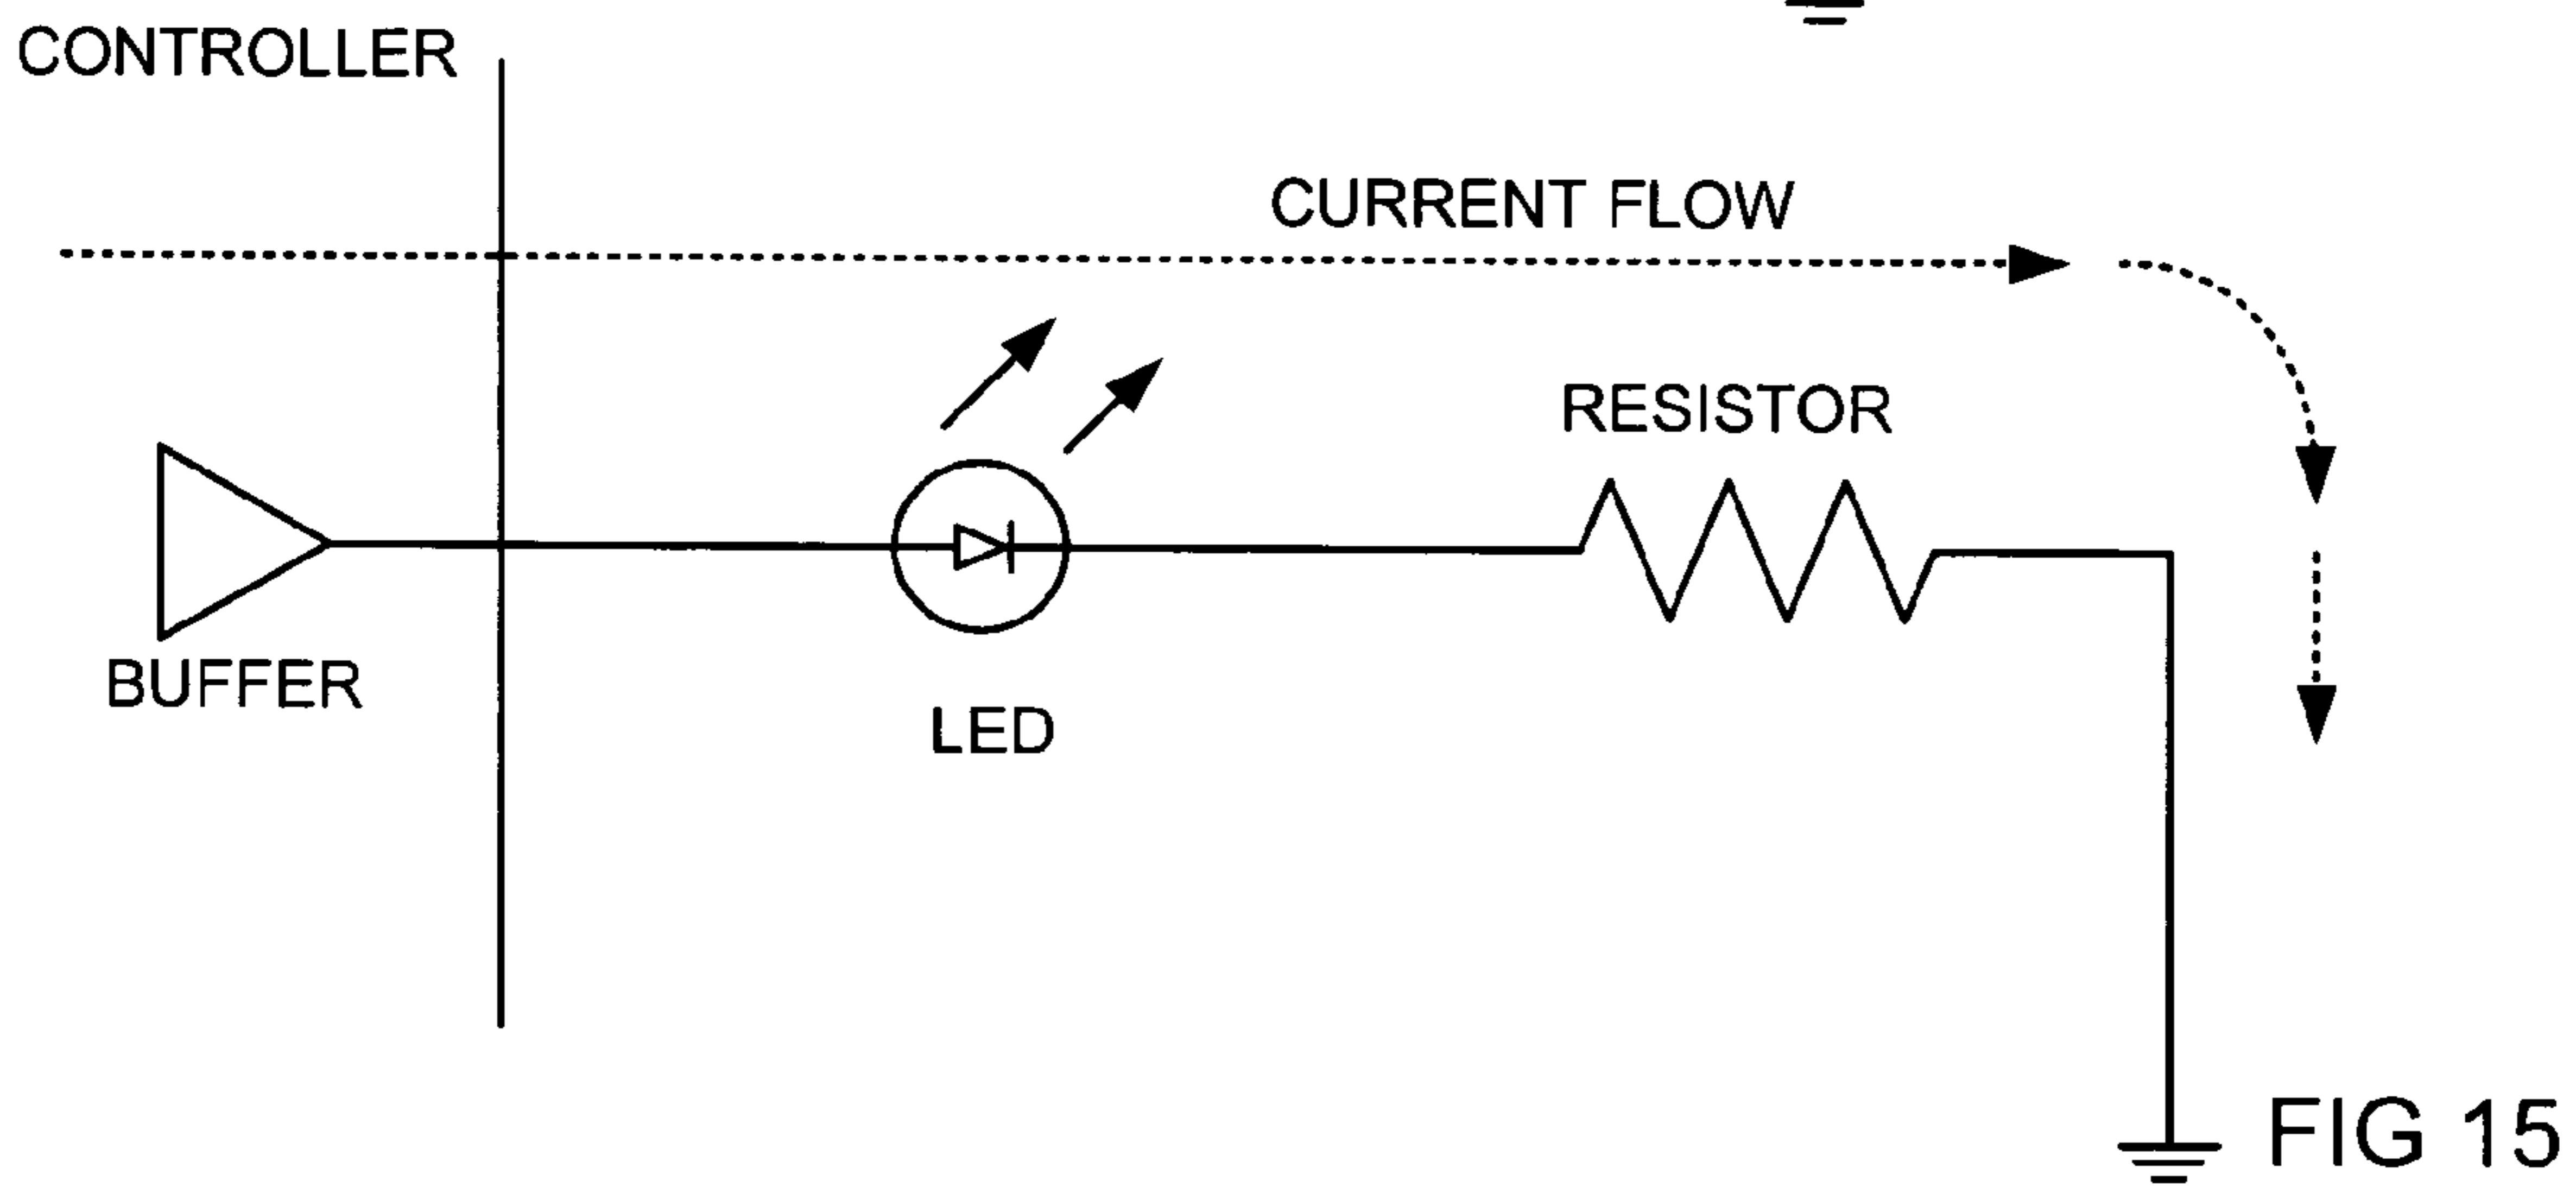 CONTROLLER
CURRENT FLOW
RESISTOR
BUFFER
LED
FIG 15